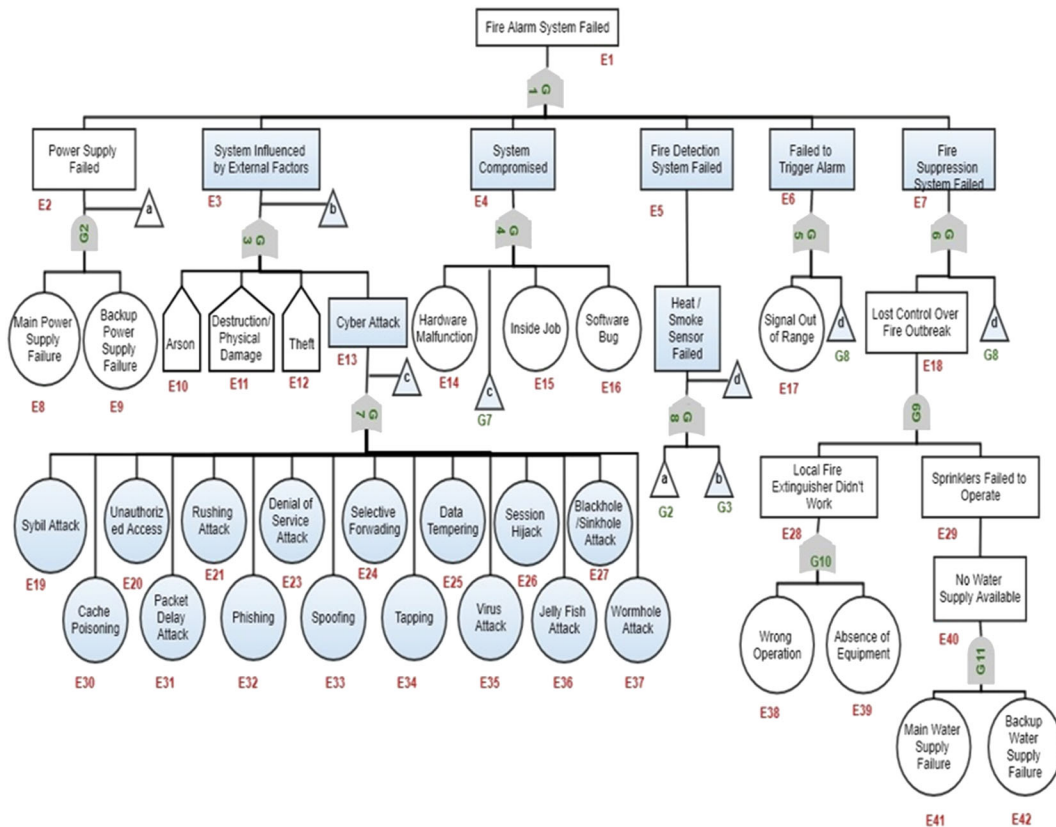 Fire Alarm System Failed
E1
G 1
Power Supply
Failed
E2
a
G2
System Influenced
by External Factors
E3
b
G 3
System
Compromised
E4
G 4
Fire Detection
System Failed
E5
Failed to
Trigger Alarm
E6
G 5
Fire
Suppression
System Failed
E7
G 6
Main Power
Supply
Failure
E8
Backup
Power
Supply
Failure
E9
Arson
E10
Destruction/
Physical
Damage
E11
Theft
E12
Cyber Attack
E13
c
G 7
Hardware
Malfunction
E14
c
G7
Inside Job
E15
Software
Bug
E16
Heat /
Smoke
Sensor
Failed
d
G 8
a
G2
b
G3
Signal Out
of Range
E17
d
G8
Lost Control Over
Fire Outbreak
E18
d
G8
G9
Sybil Attack
E19
Unauthoriz
ed Access
E20
Rushing
Attack
E21
Denial of
Service
Attack
E23
Selective
Forwading
E24
Data
Tempering
E25
Session
Hijack
E26
Blackhole
/Sinkhole
Attack
E27
Local Fire
Extinguisher Didn't
Work
E28
G10
Sprinklers Failed to
Operate
E29
Cache
Poisoning
E30
Packet
Delay
Attack
E31
Phishing
E32
Spoofing
E33
Tapping
E34
Virus
Attack
E35
Jelly Fish
Attack
E36
Wormhole
Attack
E37
Wrong
Operation
E38
Absence of
Equipment
E39
No Water
Supply Available
E40
G11
Main Water
Supply
Failure
E41
Backup
Water
Supply
Failure
E42